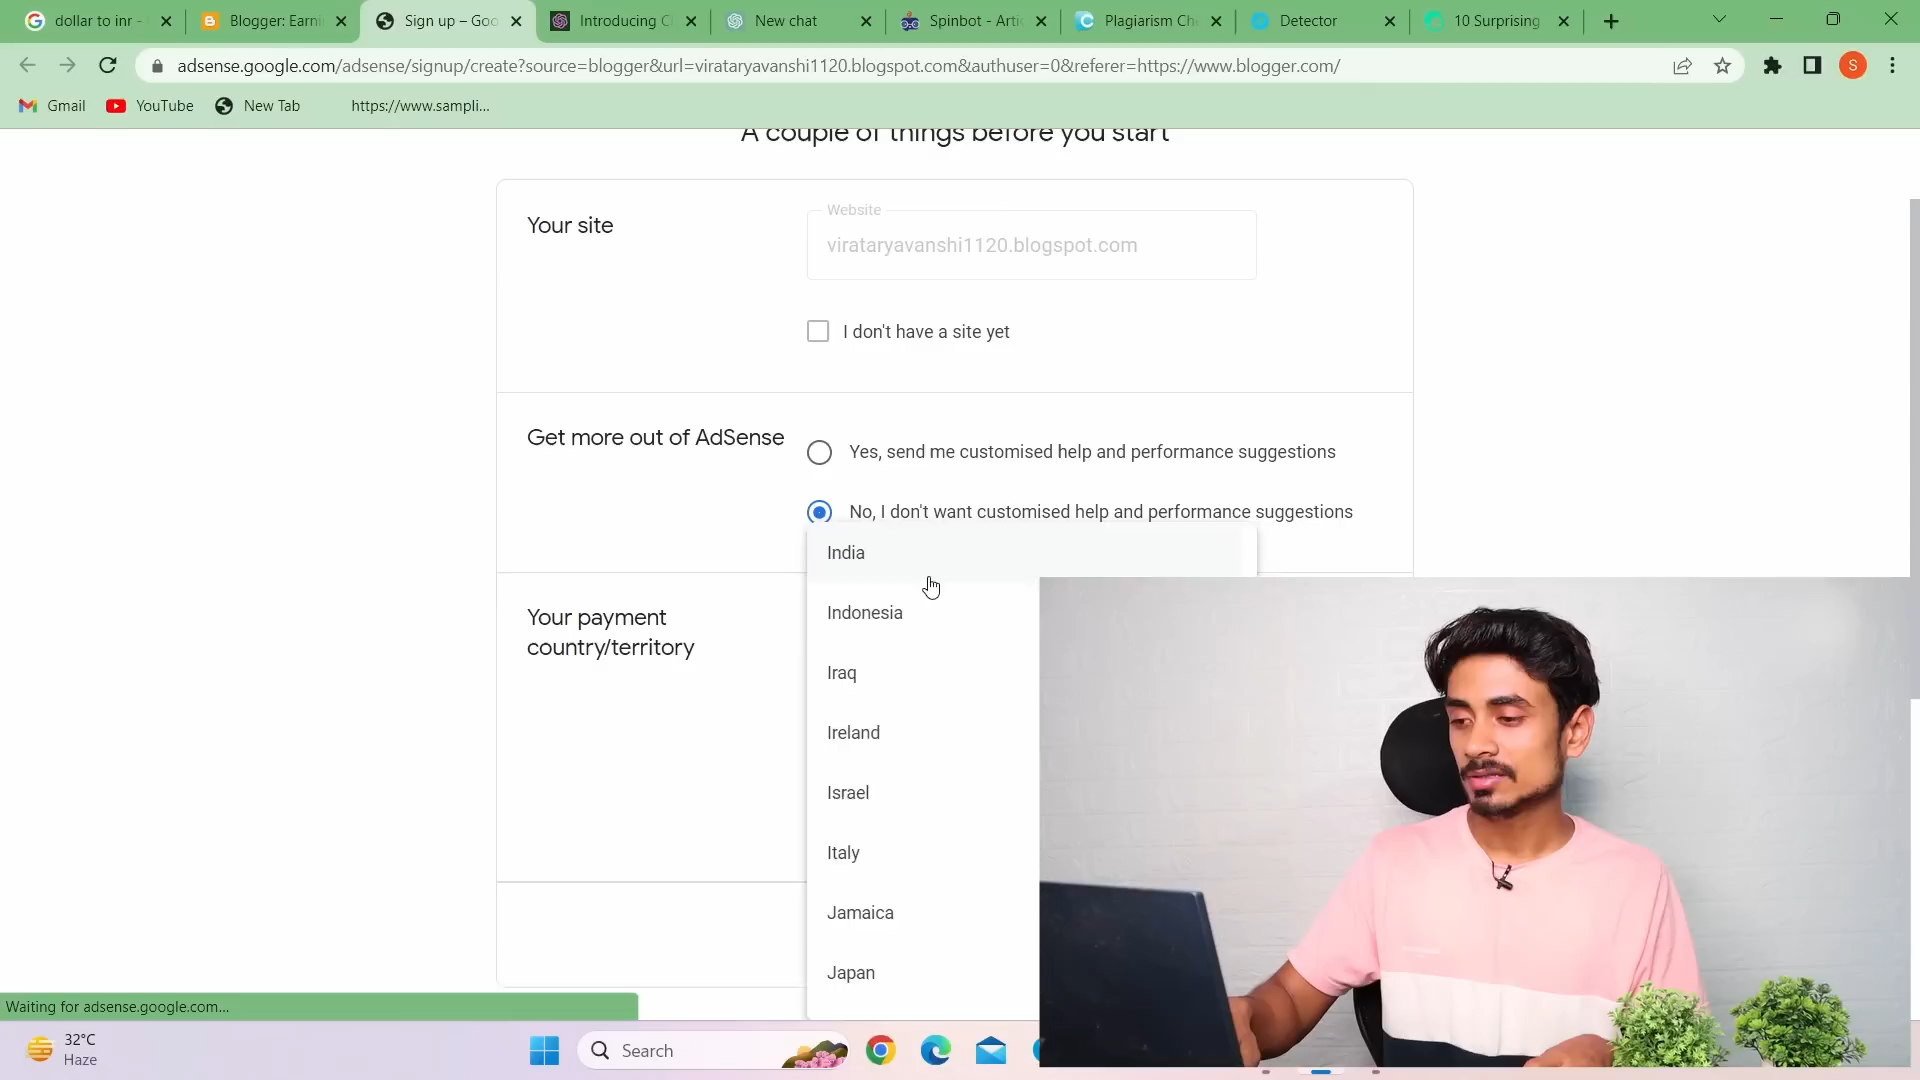 dollar to inr -
Blogger: Earni
Sign up – Goo
Introducing C
New chat
Spinbot - Artic
Plagiarism Che
Detector
10 Surprising
adsense.google.com/adsense/signup/create?source=blogger&url=virataryavanshi1120.blogspot.com&authuser=0&referer=https://www.blogger.com/
S
Gmail
YouTube
New Tab
https://www.sampli...
A couple of things before you start
Your site
Website
virataryavanshi1120.blogspot.com
I don't have a site yet
Get more out of AdSense
Yes, send me customised help and performance suggestions
No, I don't want customised help and performance suggestions
Your payment
country/territory
India
Indonesia
Iraq
Ireland
Israel
Italy
Jamaica
Japan
Waiting for adsense.google.com...
32°C
Haze
Search